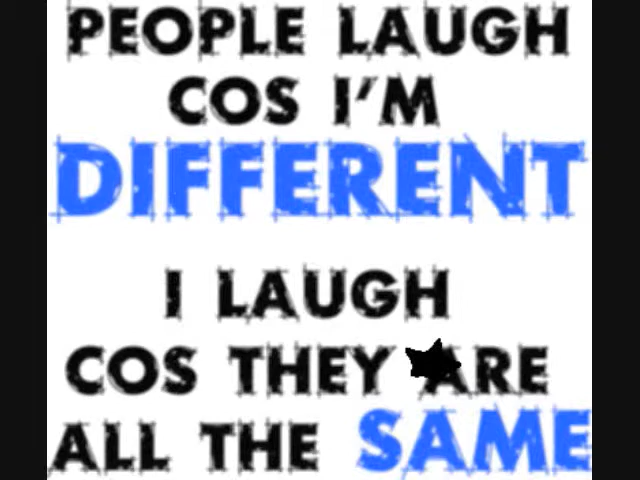 PEOPLE LAUGH
COS I'M
DIFFERENT
I LAUGH
COS THEY ARE
ALL THE SAME